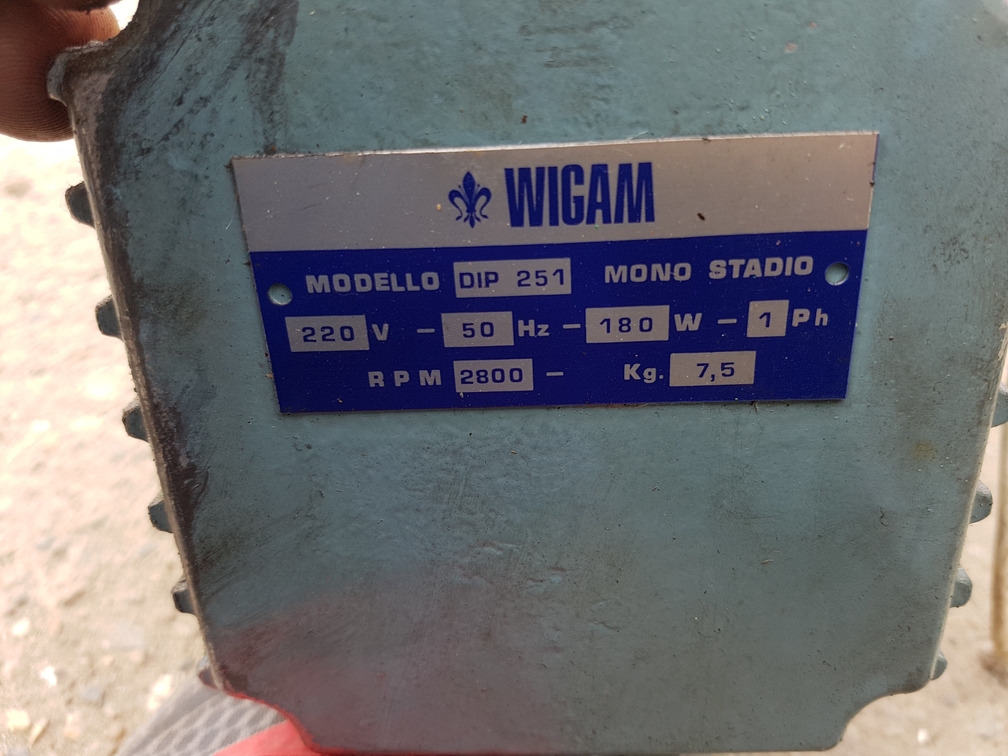 WIGAM
MODELLO DIP 251 MONO STADIO
220 V – 50 Hz – 180 W – 1 Ph
RPM 2800 – Kg. 7,5